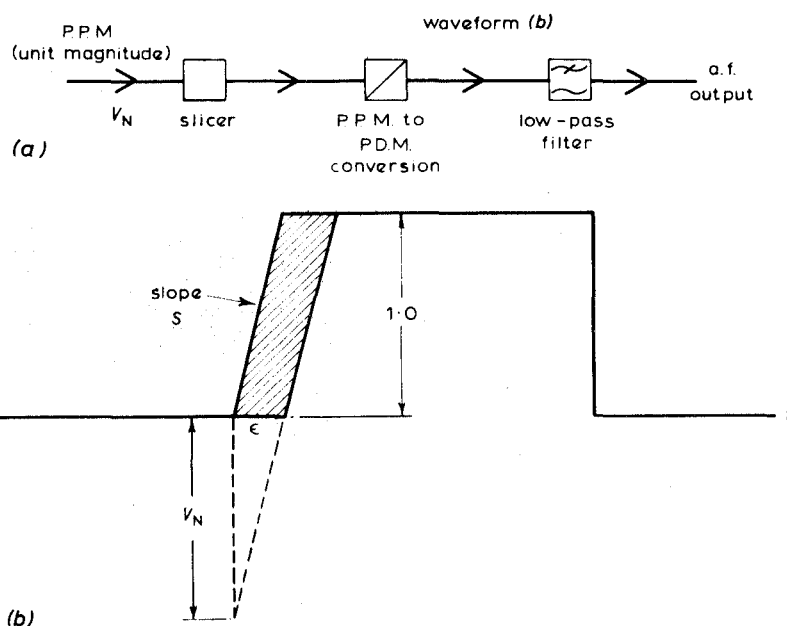 P.P.M
(unit magnitude)
waveform (b)
V_N
slicer
P.P.M. to
P.D.M.
conversion
low-pass
filter
a.f.
output
(a)
slope
S
1·0
ϵ
V_N
(b)